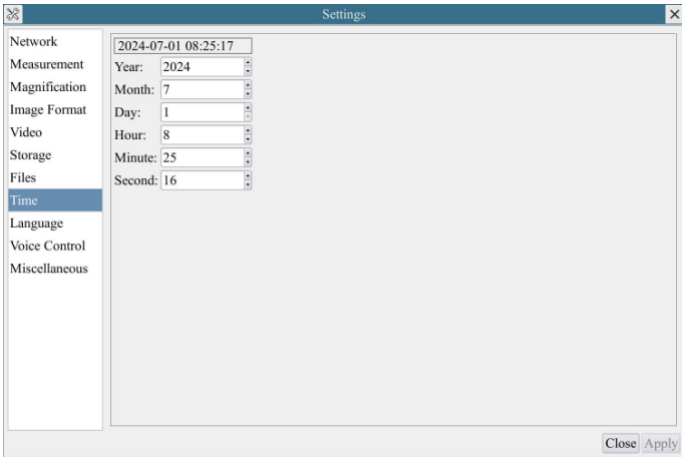 Settings
Network
Measurement
Magnification
Image Format
Video
Storage
Files
Time
Language
Voice Control
Miscellaneous
2024-07-01 08:25:17
Year: 2024
Month: 7
Day: 1
Hour: 8
Minute: 25
Second: 16
Close Apply